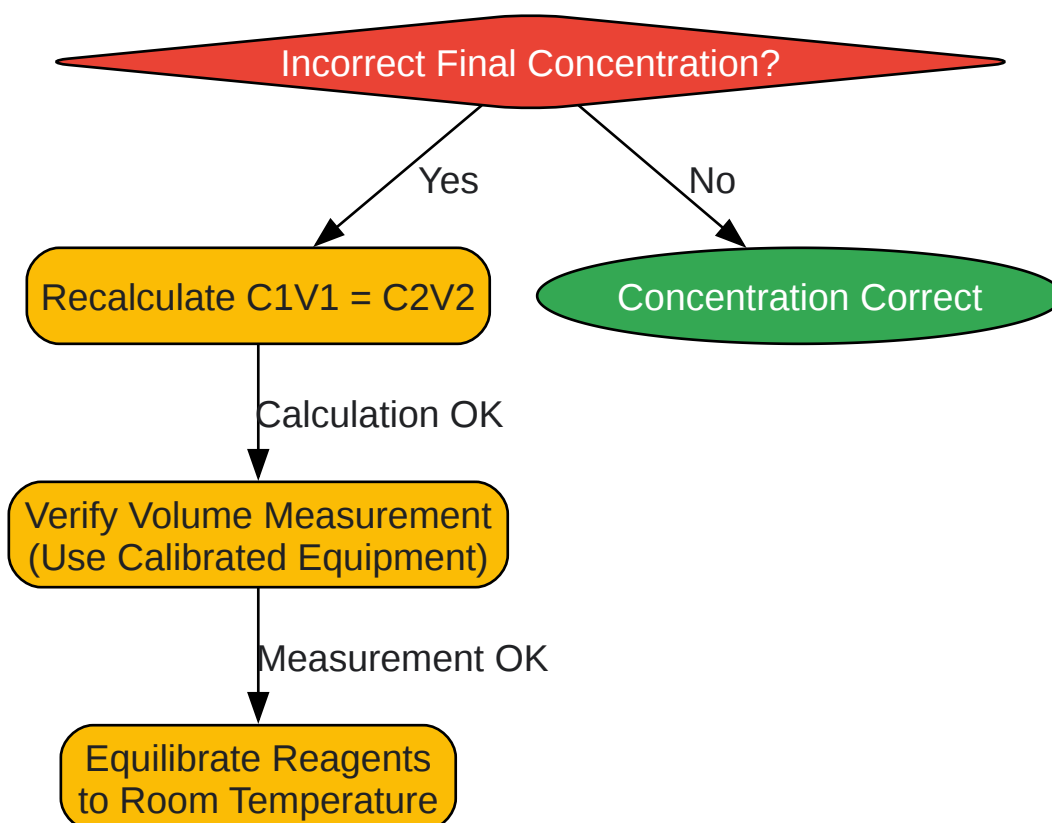 Incorrect Final Concentration?
Yes
No
Recalculate C1V1 = C2V2
Concentration Correct
Calculation OK
Verify Volume Measurement
(Use Calibrated Equipment)
Measurement OK
Equilibrate Reagents
to Room Temperature